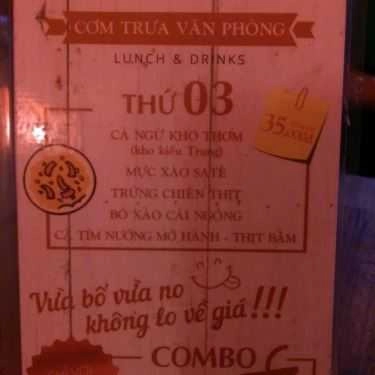 CƠM TRƯA VĂN PHÒNG
LUNCH & DRINKS
THỨ 03
35.000đ
CÁ NGỪ KHO THƠM
(kho kiểu Trung)
MỰC XÀO SATẾ
TRỨNG CHIÊN THỊT
BÒ XÀO CẢI NGỒNG
CÀ TÍM NƯỚNG MỠ HÀNH - THỊT BẰM
Vừa bổ vừa no
không lo về giá!!!
COMBO